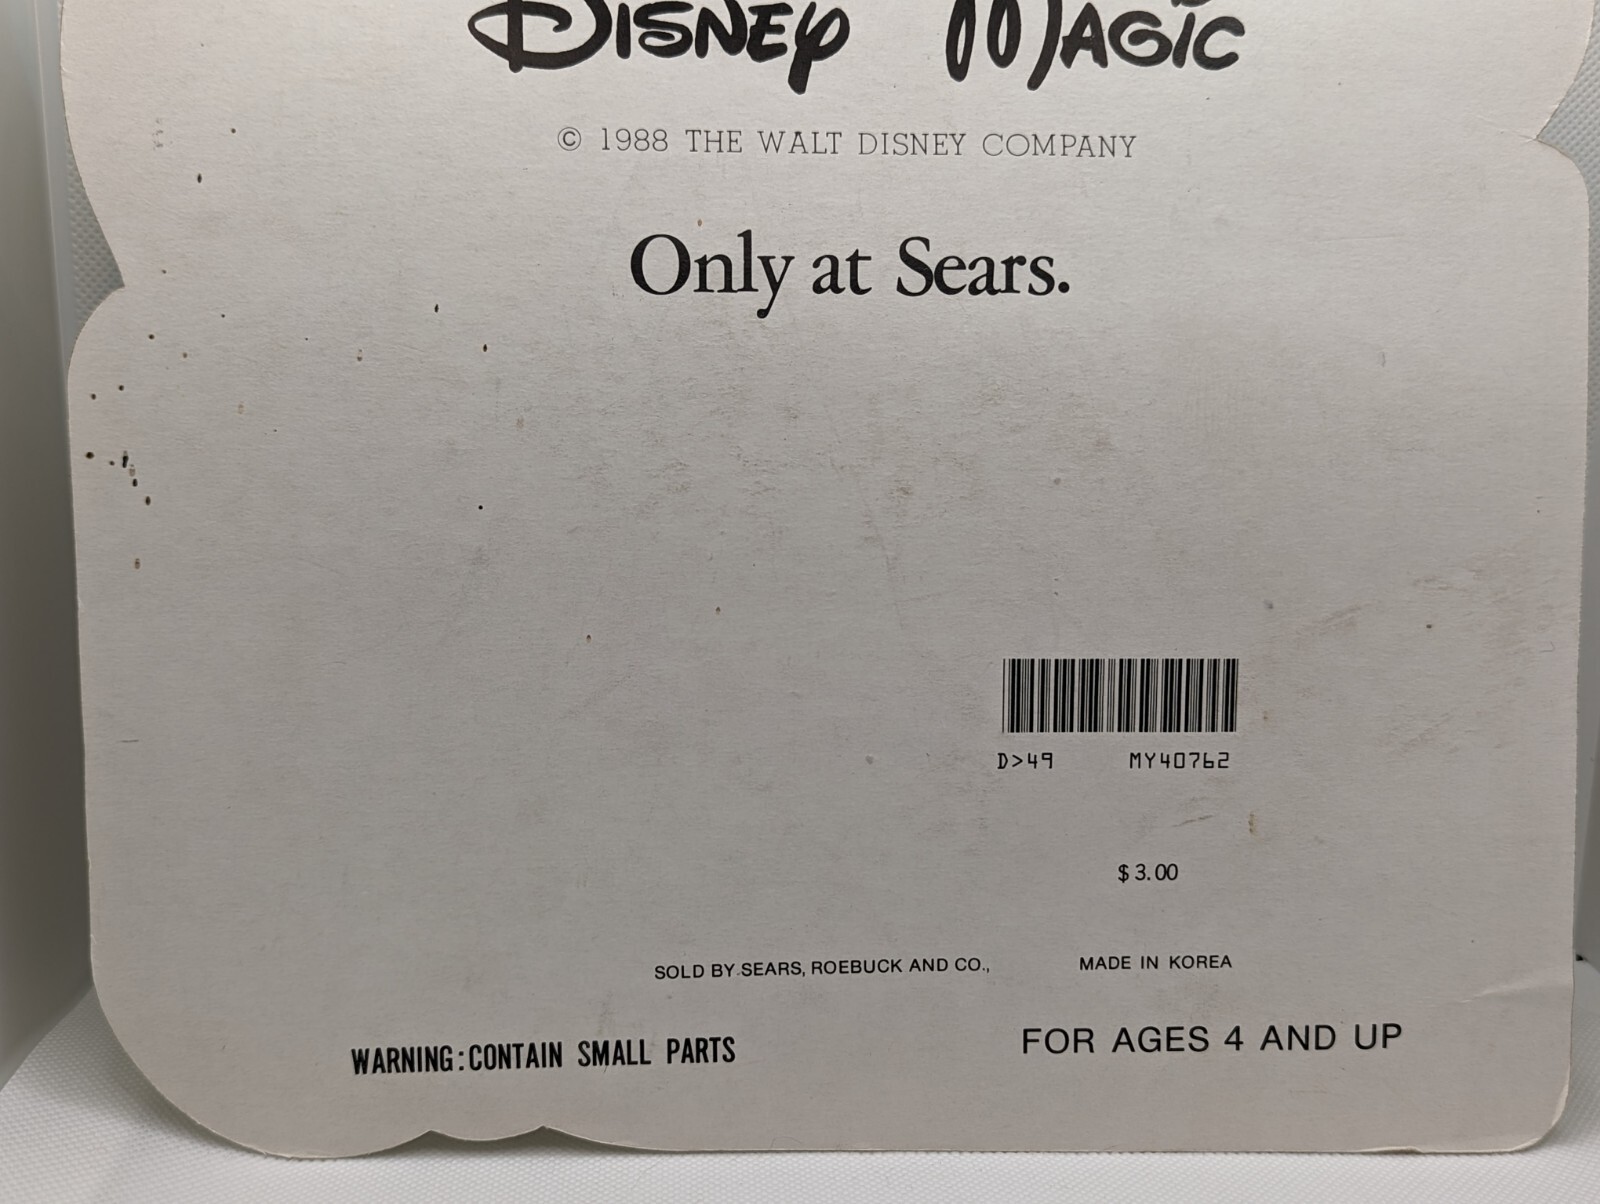 DISNEY MAGIC
© 1988 THE WALT DISNEY COMPANY
Only at Sears.
D>49 MY40762
$3.00
SOLD BY SEARS, ROEBUCK AND CO., MADE IN KOREA
WARNING:CONTAIN SMALL PARTS
FOR AGES 4 AND UP